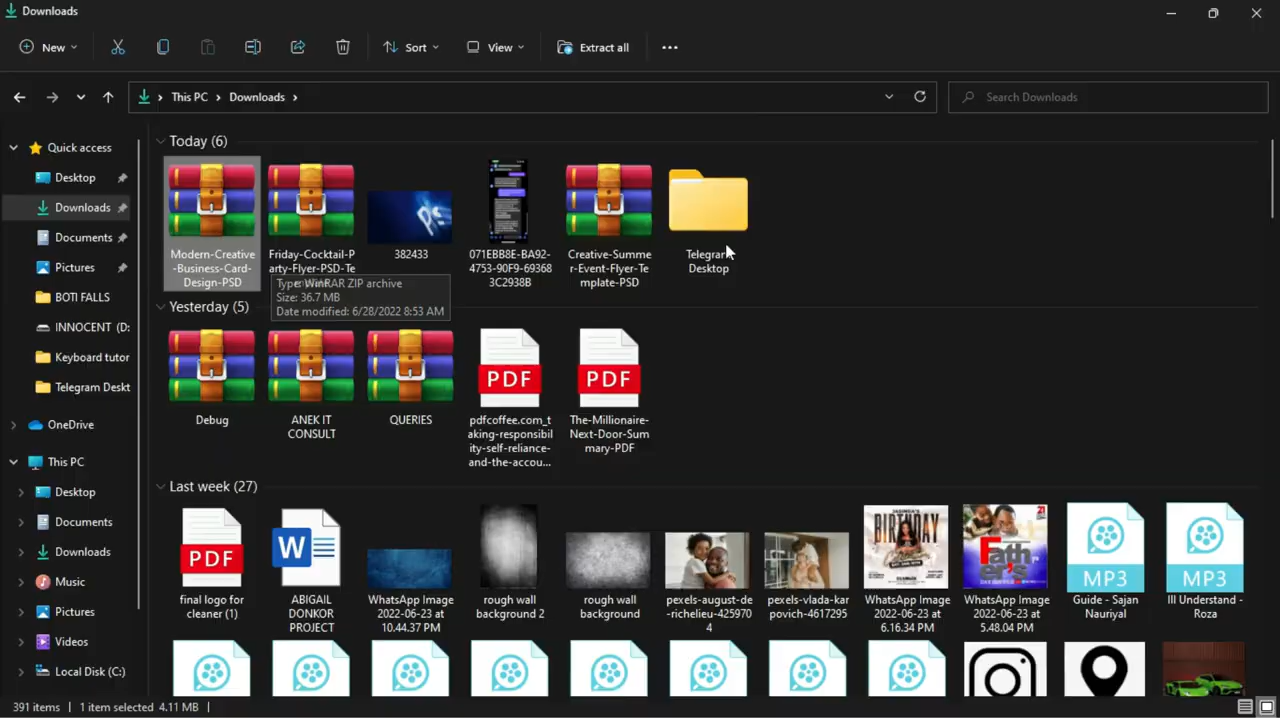 Downloads
New
Sort
View
Extract all
This PC
Downloads
Search Downloads
Quick access
Desktop
Downloads
Documents
Pictures
BOTI FALLS
INNOCENT (D:
Keyboard tutor
Telegram Deskt
OneDrive
This PC
Desktop
Documents
Downloads
Music
Pictures
Videos
Local Disk (C:)
Today (6)
Modern-Creative
-Business-Card-
Design-PSD
Friday-Cocktail-P
arty-Flyer-PSD-Te
382433
071EBB8E-BA92-
4753-90F9-69368
3C2938B
Creative-Summe
r-Event-Flyer-Te
mplate-PSD
Telegram
Desktop
Type: WinRAR ZIP archive
Size: 36.7 MB
Date modified: 6/28/2022 8:53 AM
Yesterday (5)
Debug
ANEK IT
CONSULT
QUERIES
PDF
pdfcoffee.com_t
aking-responsibi
lity-self-reliance-
and-the-accou...
PDF
The-Millionaire-
Next-Door-Sum
mary-PDF
Last week (27)
PDF
final logo for
cleaner (1)
W
ABIGAIL
DONKOR
PROJECT
WhatsApp Image
2022-06-23 at
10.44.37 PM
rough wall
background 2
rough wall
background
pexels-august-de
-richelieu-425970
4
pexels-vlada-kar
povich-4617295
BIRTHDAY
WhatsApp Image
2022-06-23 at
6.16.34 PM
Father's
WhatsApp Image
2022-06-23 at
5.48.04 PM
MP3
Guide - Sajan
Nauriyal
MP3
Ill Understand -
Roza
391 items
1 item selected 4.11 MB